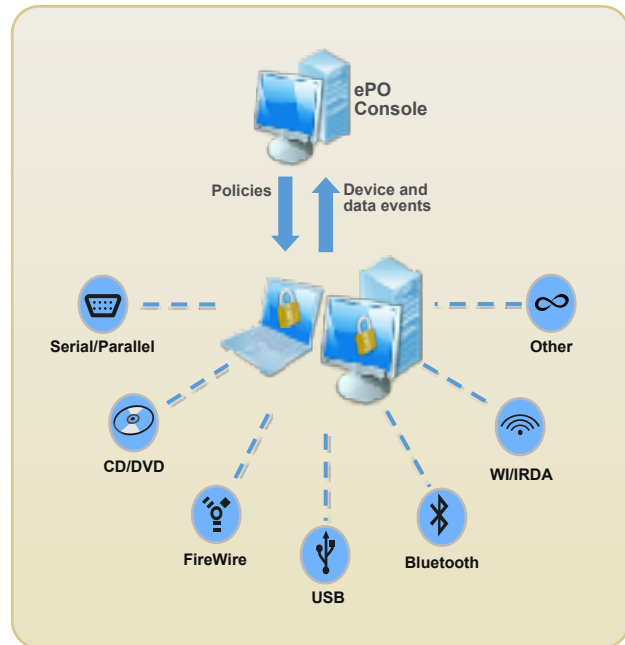 ePO
Console
Policies
Device and
data events
Serial/Parallel
Other
CD/DVD
WI/IRDA
FireWire
Bluetooth
USB